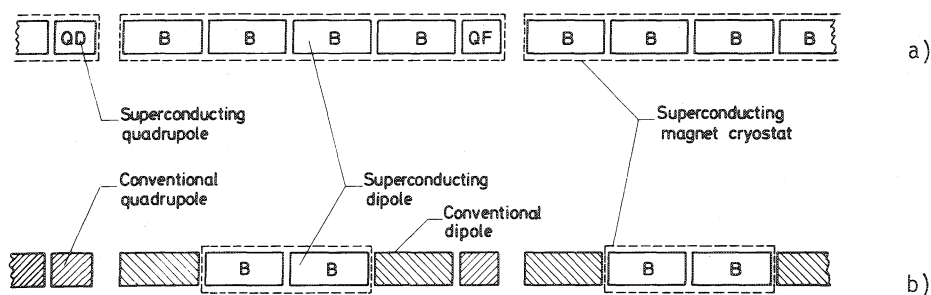 QD B B B B QF B B B B a)
Superconducting
quadrupole
Superconducting
magnet cryostat
Conventional
quadrupole
Superconducting
dipole
Conventional
dipole
B B B B b)